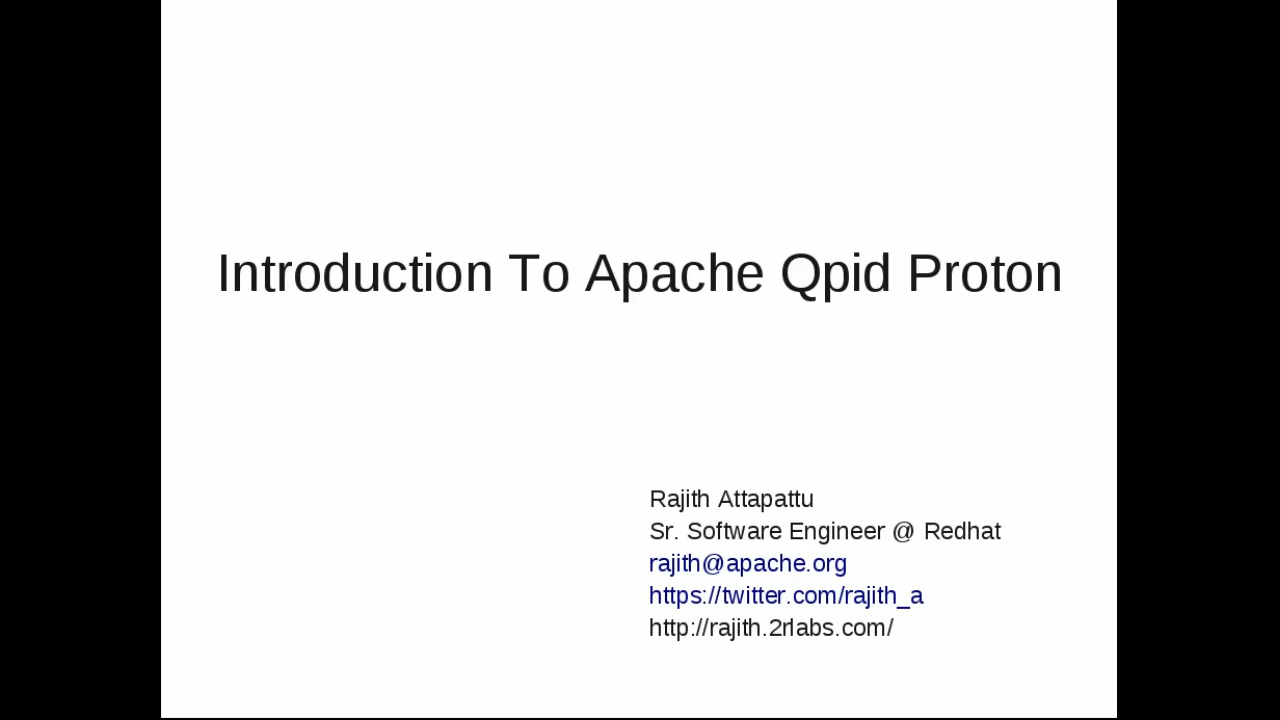 Introduction To Apache Qpid Proton
Rajith Attapattu
Sr. Software Engineer @ Redhat
rajith@apache.org
https://twitter.com/rajith_a
http://rajith.2rlabs.com/